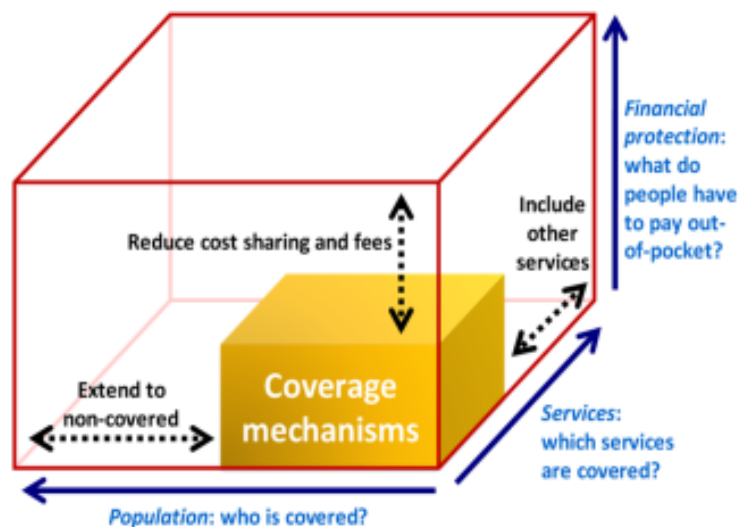 Financial
protection:
what do
people have
to pay out-
of-pocket?
Include
other
services
Reduce cost sharing and fees
Extend to
non-covered
Coverage
mechanisms
Services:
which services
are covered?
Population: who is covered?